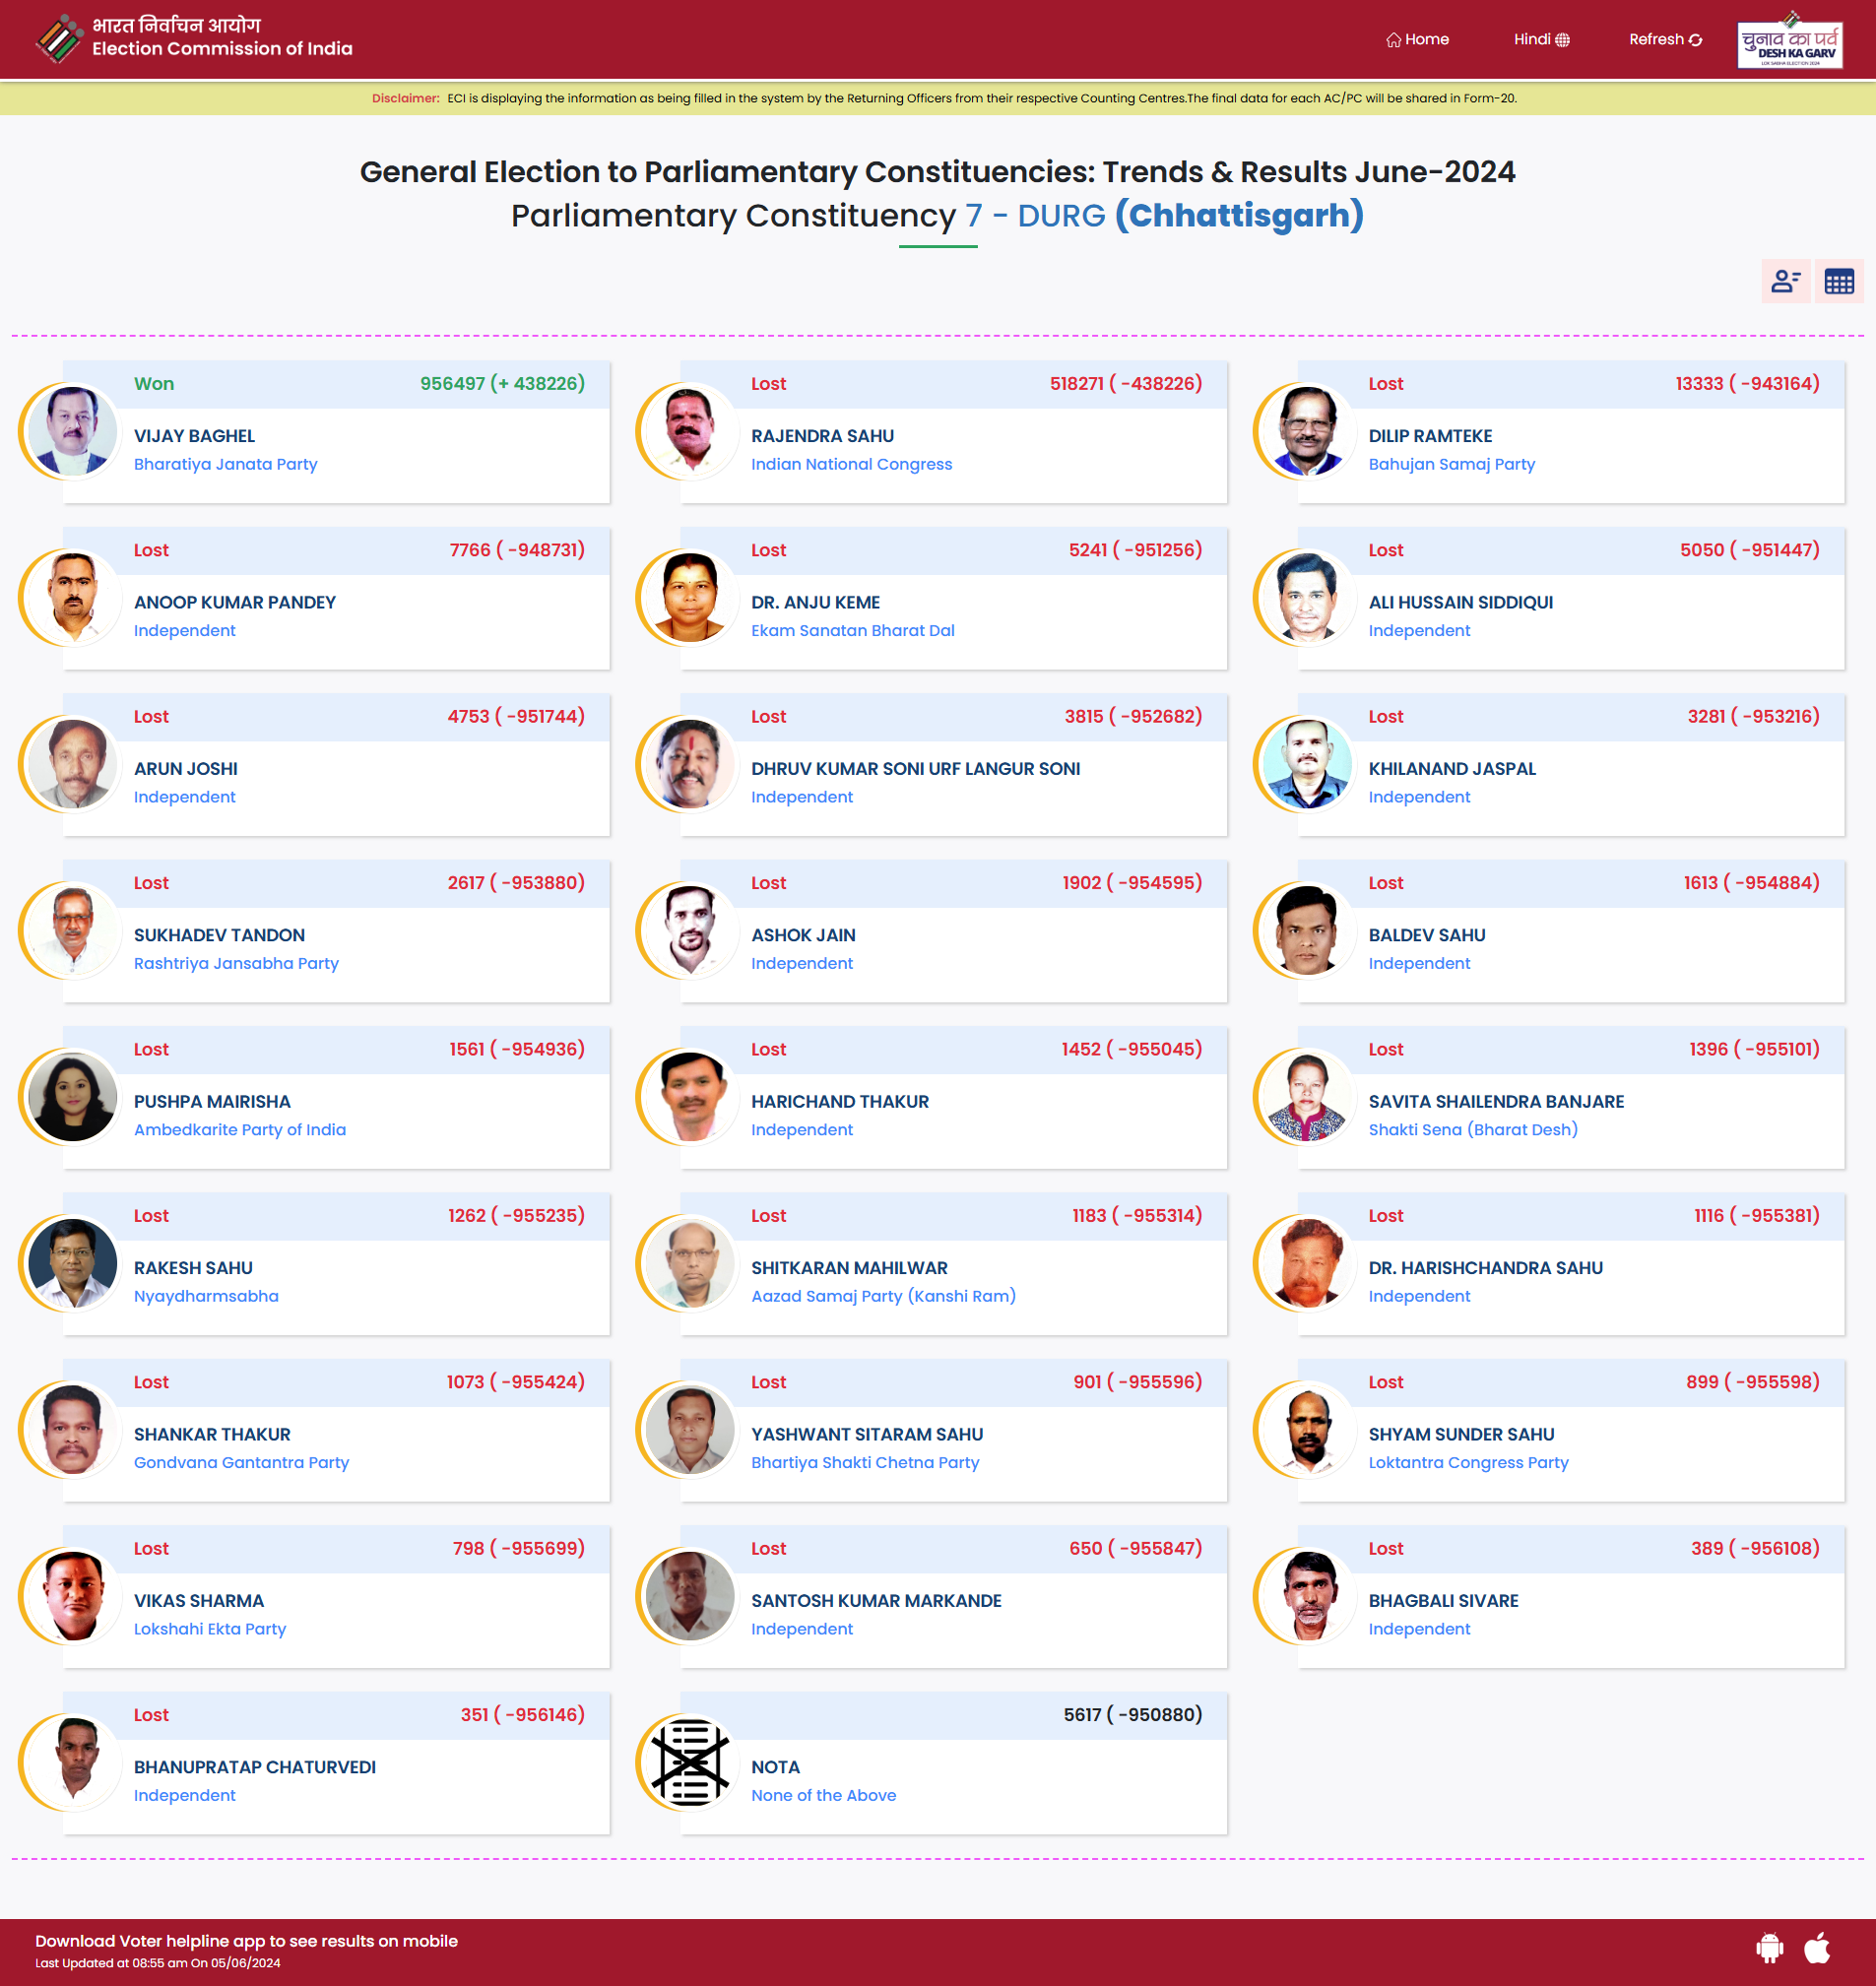 भारत निर्वाचन आयोग
Election Commission of India
Home
Hindi
Refresh
चुनाव का पर्व
DESH KA GARV
LOK SABHA ELECTION 2024
Disclaimer: ECI is displaying the information as being filled in the system by the Returning Officers from their respective Counting Centres.The final data for each AC/PC will be shared in Form-20.
General Election to Parliamentary Constituencies: Trends & Results June-2024
Parliamentary Constituency 7 - DURG (Chhattisgarh)
Won 956497 (+ 438226)
VIJAY BAGHEL
Bharatiya Janata Party
Lost 518271 ( -438226)
RAJENDRA SAHU
Indian National Congress
Lost 13333 ( -943164)
DILIP RAMTEKE
Bahujan Samaj Party
Lost 7766 ( -948731)
ANOOP KUMAR PANDEY
Independent
Lost 5241 ( -951256)
DR. ANJU KEME
Ekam Sanatan Bharat Dal
Lost 5050 ( -951447)
ALI HUSSAIN SIDDIQUI
Independent
Lost 4753 ( -951744)
ARUN JOSHI
Independent
Lost 3815 ( -952682)
DHRUV KUMAR SONI URF LANGUR SONI
Independent
Lost 3281 ( -953216)
KHILANAND JASPAL
Independent
Lost 2617 ( -953880)
SUKHADEV TANDON
Rashtriya Jansabha Party
Lost 1902 ( -954595)
ASHOK JAIN
Independent
Lost 1613 ( -954884)
BALDEV SAHU
Independent
Lost 1561 ( -954936)
PUSHPA MAIRISHA
Ambedkarite Party of India
Lost 1452 ( -955045)
HARICHAND THAKUR
Independent
Lost 1396 ( -955101)
SAVITA SHAILENDRA BANJARE
Shakti Sena (Bharat Desh)
Lost 1262 ( -955235)
RAKESH SAHU
Nyaydharmsabha
Lost 1183 ( -955314)
SHITKARAN MAHILWAR
Aazad Samaj Party (Kanshi Ram)
Lost 1116 ( -955381)
DR. HARISHCHANDRA SAHU
Independent
Lost 1073 ( -955424)
SHANKAR THAKUR
Gondvana Gantantra Party
Lost 901 ( -955596)
YASHWANT SITARAM SAHU
Bhartiya Shakti Chetna Party
Lost 899 ( -955598)
SHYAM SUNDER SAHU
Loktantra Congress Party
Lost 798 ( -955699)
VIKAS SHARMA
Lokshahi Ekta Party
Lost 650 ( -955847)
SANTOSH KUMAR MARKANDE
Independent
Lost 389 ( -956108)
BHAGBALI SIVARE
Independent
Lost 351 ( -956146)
BHANUPRATAP CHATURVEDI
Independent
5617 ( -950880)
NOTA
None of the Above
Download Voter helpline app to see results on mobile
Last Updated at 08:55 am On 05/06/2024